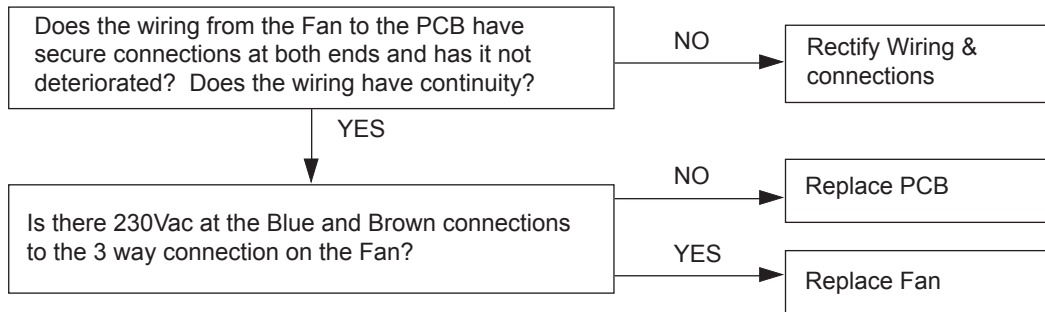 Does the wiring from the Fan to the PCB have
secure connections at both ends and has it not
deteriorated?  Does the wiring have continuity?
NO
Rectify Wiring &
connections
YES
Is there 230Vac at the Blue and Brown connections
to the 3 way connection on the Fan?
NO
Replace PCB
YES
Replace Fan